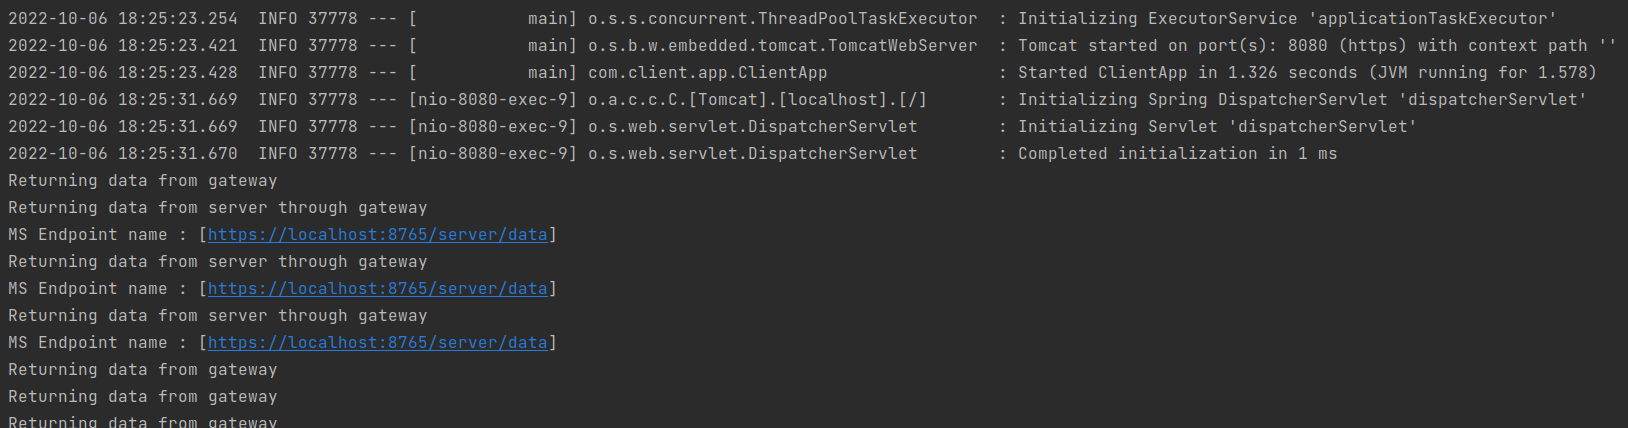 2022-10-06 18:25:23.254  INFO 37778 --- [           main] o.s.s.concurrent.ThreadPoolTaskExecutor  : Initializing ExecutorService 'applicationTaskExecutor'
2022-10-06 18:25:23.421  INFO 37778 --- [           main] o.s.b.w.embedded.tomcat.TomcatWebServer  : Tomcat started on port(s): 8080 (https) with context path ''
2022-10-06 18:25:23.428  INFO 37778 --- [           main] com.client.app.ClientApp                 : Started ClientApp in 1.326 seconds (JVM running for 1.578)
2022-10-06 18:25:31.669  INFO 37778 --- [nio-8080-exec-9] o.a.c.c.C.[Tomcat].[localhost].[/]       : Initializing Spring DispatcherServlet 'dispatcherServlet'
2022-10-06 18:25:31.669  INFO 37778 --- [nio-8080-exec-9] o.s.web.servlet.DispatcherServlet        : Initializing Servlet 'dispatcherServlet'
2022-10-06 18:25:31.670  INFO 37778 --- [nio-8080-exec-9] o.s.web.servlet.DispatcherServlet        : Completed initialization in 1 ms
Returning data from gateway
Returning data from server through gateway
MS Endpoint name : [https://localhost:8765/server/data]
Returning data from server through gateway
MS Endpoint name : [https://localhost:8765/server/data]
Returning data from server through gateway
MS Endpoint name : [https://localhost:8765/server/data]
Returning data from gateway
Returning data from gateway
Returning data from gateway